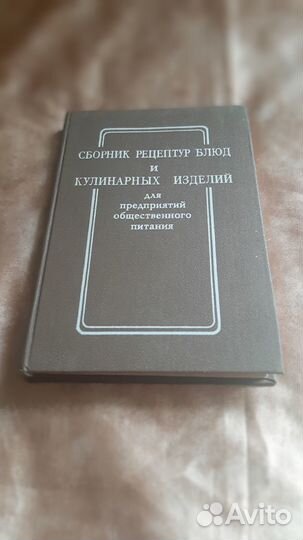 СБОРНИК РЕЦЕПТУР БЛЮД
И
КУЛИНАРНЫХ ИЗДЕЛИЙ
для
предприятий
общественного
питания
Avito